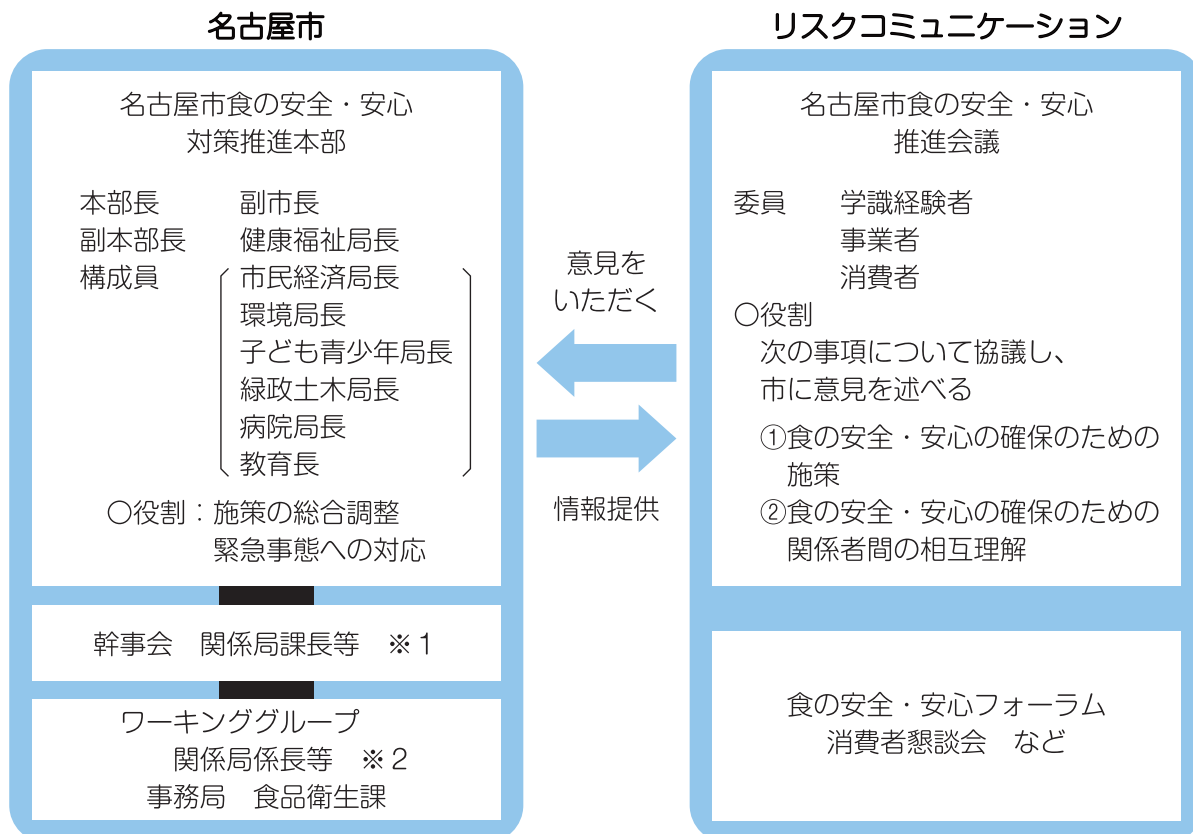 名古屋市
名古屋市食の安全・安心
対策推進本部
本部長 副市長
副本部長 健康福祉局長
構成員 市民経済局長
環境局長
子ども青少年局長
緑政土木局長
病院局長
教育長
○役割：施策の総合調整
緊急事態への対応
幹事会 関係局課長等 ※1
ワーキンググループ
関係局係長等 ※2
事務局 食品衛生課
意見を
いただく
情報提供
リスクコミュニケーション
名古屋市食の安全・安心
推進会議
委員 学識経験者
事業者
消費者
○役割
次の事項について協議し、
市に意見を述べる
①食の安全・安心の確保のための
施策
②食の安全・安心の確保のための
関係者間の相互理解
食の安全・安心フォーラム
消費者懇談会 など